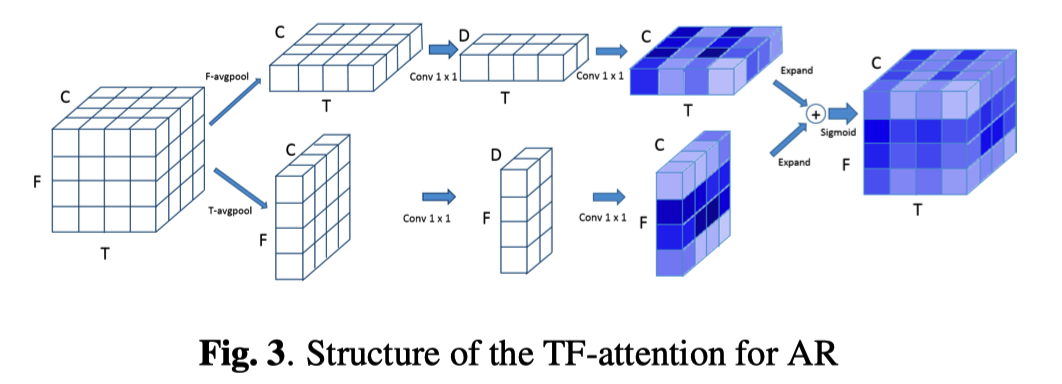 C
F
T
F-avgpool
T-avgpool
C
T
Conv 1 x 1
D
T
Conv 1 x 1
C
T
Expand
C
F
Conv 1 x 1
D
F
Conv 1 x 1
C
F
Expand
+
Sigmoid
C
F
T
Fig. 3. Structure of the TF-attention for AR